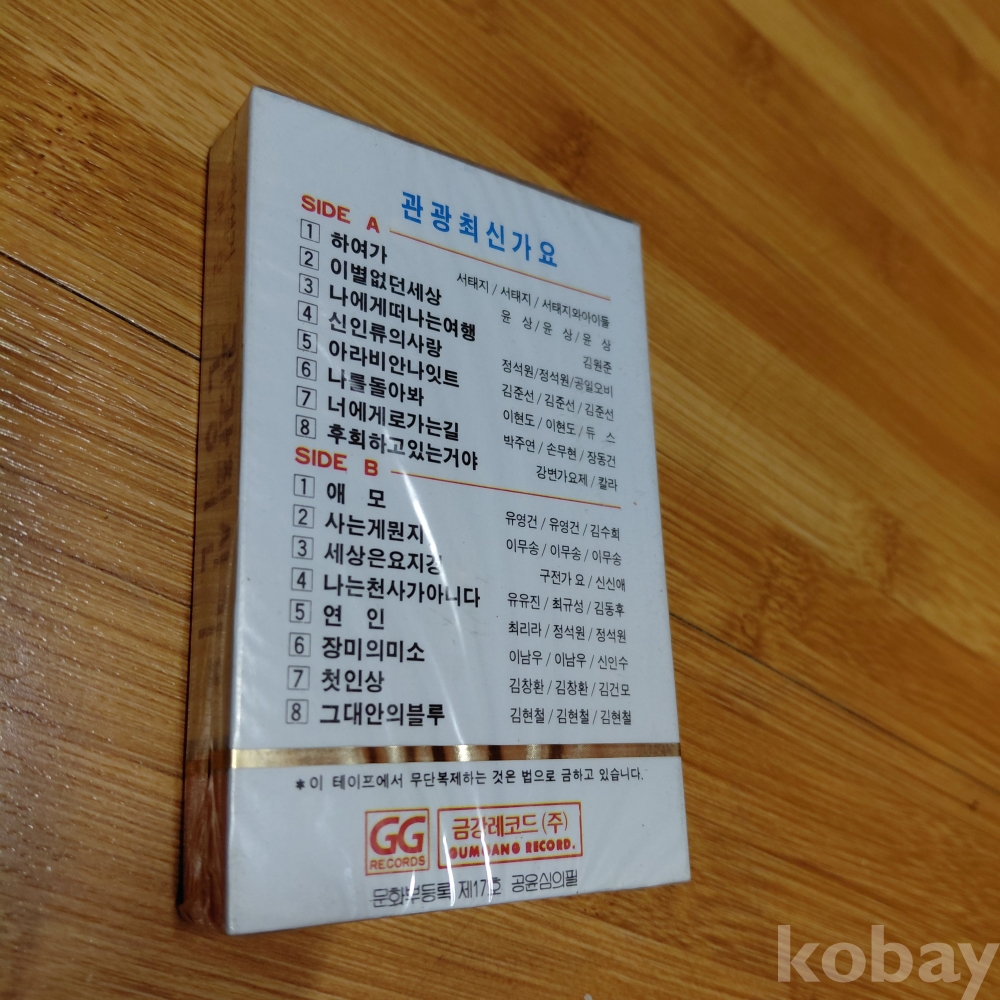 관광최신가요
SIDE A
1 하여가 서태지 / 서태지 / 서태지와아이들
2 이별없던세상 윤 상 / 윤 상 / 윤 상
3 나에게떠나는여행 김원준
4 신인류의사랑 정석원/정석원/공일오비
5 아라비안나잇트 김준선 / 김준선 / 김준선
6 나를돌아봐 이현도 / 이현도 / 듀 스
7 너에게로가는길 박주연 / 손무현 / 장동건
8 후회하고있는거야 강변가요제 / 칼라
SIDE B
1 애 모 유영건 / 유영건 / 김수희
2 사는게뭔지 이무송 / 이무송 / 이무송
3 세상은요지경 구전가 요 / 신신애
4 나는천사가아니다 유유진 / 최규성 / 김동후
5 연 인 최리라 / 정석원 / 정석원
6 장미의미소 이남우 / 이남우 / 신인수
7 첫인상 김창환 / 김창환 / 김건모
8 그대안의블루 김현철 / 김현철 / 김현철
*이 테이프에서 무단복제하는 것은 법으로 금하고 있습니다.
GG
RECORDS
금강레코드 (주)
GUMGANG RECORD.
문화부등록 제17호 공윤심의필
kobay